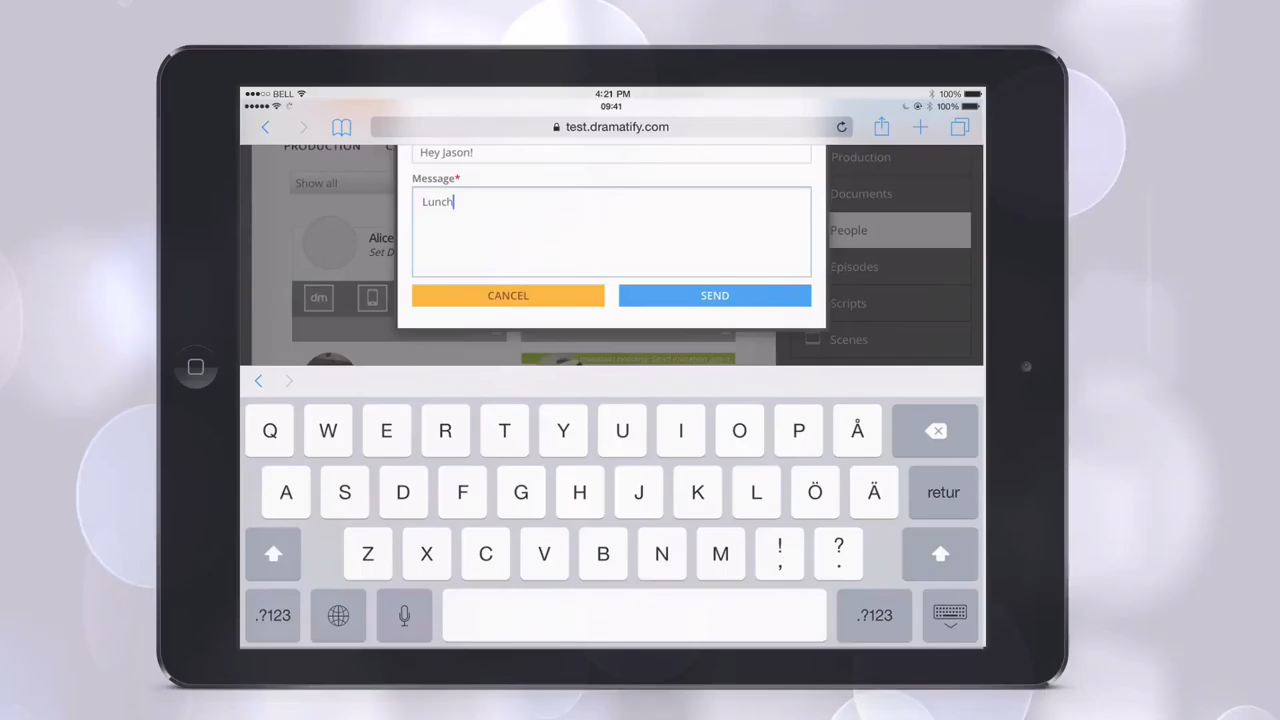 BELL 4:21 PM 100%
09:41 100%
test.dramatify.com
PRODUCTION
Hey Jason!
Production
Message*
Show all
Documents
Lunch
People
Alice
Set D
Episodes
dm
CANCEL SEND
Scripts
Scenes
Q W E R T Y U I O P Å
A S D F G H J K L Ö Ä retur
Z X C V B N M ! , ? .
.?123 .?123